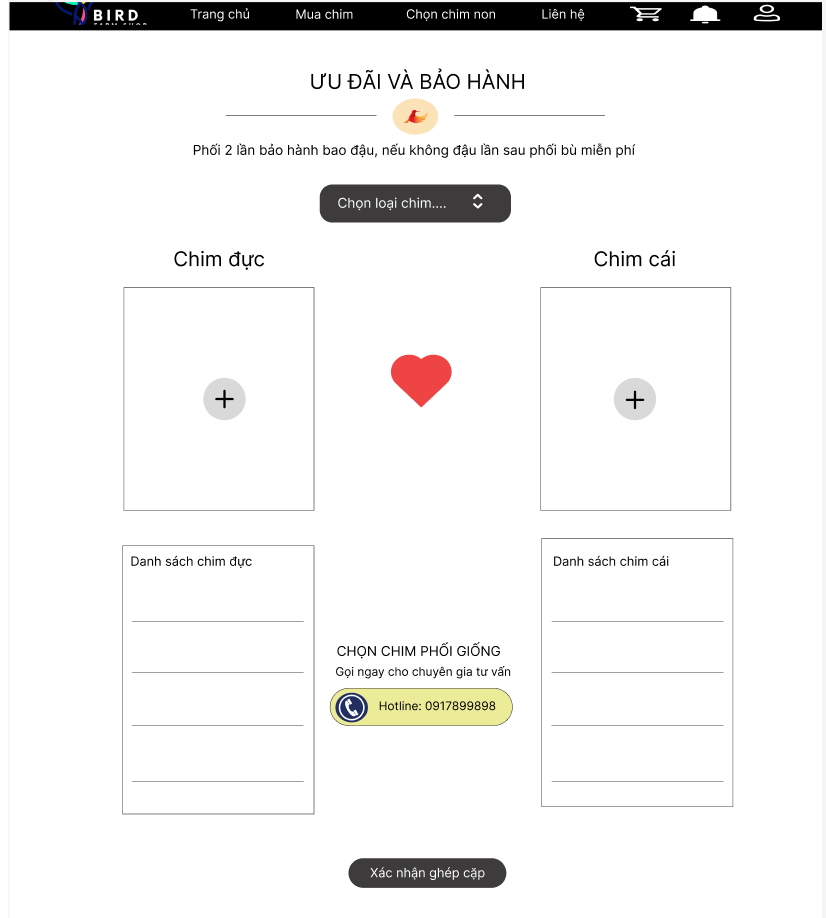 BIRD
FARM SHOP
Trang chủ
Mua chim
Chọn chim non
Liên hệ
ƯU ĐÃI VÀ BẢO HÀNH
Phối 2 lần bảo hành bao đậu, nếu không đậu lần sau phối bù miễn phí
Chọn loại chim....
Chim đực
Chim cái
Danh sách chim đực
Danh sách chim cái
CHỌN CHIM PHỐI GIỐNG
Gọi ngay cho chuyên gia tư vấn
Hotline: 0917899898
Xác nhận ghép cặp